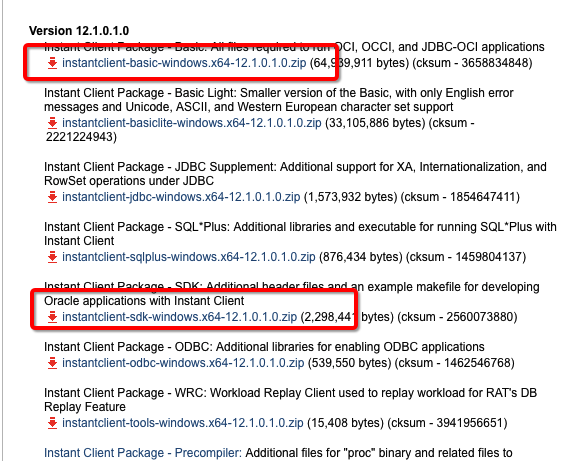 Version 12.1.0.1.0
Instant Client Package - Basic: All files required to run OCI, OCCI, and JDBC-OCI applications
instantclient-basic-windows.x64-12.1.0.1.0.zip (64,939,911 bytes) (cksum - 3658834848)
Instant Client Package - Basic Light: Smaller version of the Basic, with only English error
messages and Unicode, ASCII, and Western European character set support
instantclient-basiclite-windows.x64-12.1.0.1.0.zip (33,105,886 bytes) (cksum -
2221224943)
Instant Client Package - JDBC Supplement: Additional support for XA, Internationalization, and
RowSet operations under JDBC
instantclient-jdbc-windows.x64-12.1.0.1.0.zip (1,573,932 bytes) (cksum - 1854647411)
Instant Client Package - SQL*Plus: Additional libraries and executable for running SQL*Plus with
Instant Client
instantclient-sqlplus-windows.x64-12.1.0.1.0.zip (876,434 bytes) (cksum - 1459804137)
Instant Client Package - SDK: Additional header files and an example makefile for developing
Oracle applications with Instant Client
instantclient-sdk-windows.x64-12.1.0.1.0.zip (2,298,441 bytes) (cksum - 2560073880)
Instant Client Package - ODBC: Additional libraries for enabling ODBC applications
instantclient-odbc-windows.x64-12.1.0.1.0.zip (539,550 bytes) (cksum - 1462546768)
Instant Client Package - WRC: Workload Replay Client used to replay workload for RAT's DB
Replay Feature
instantclient-tools-windows.x64-12.1.0.1.0.zip (15,408 bytes) (cksum - 3941956651)
Instant Client Package - Precompiler: Additional files for "proc" binary and related files to